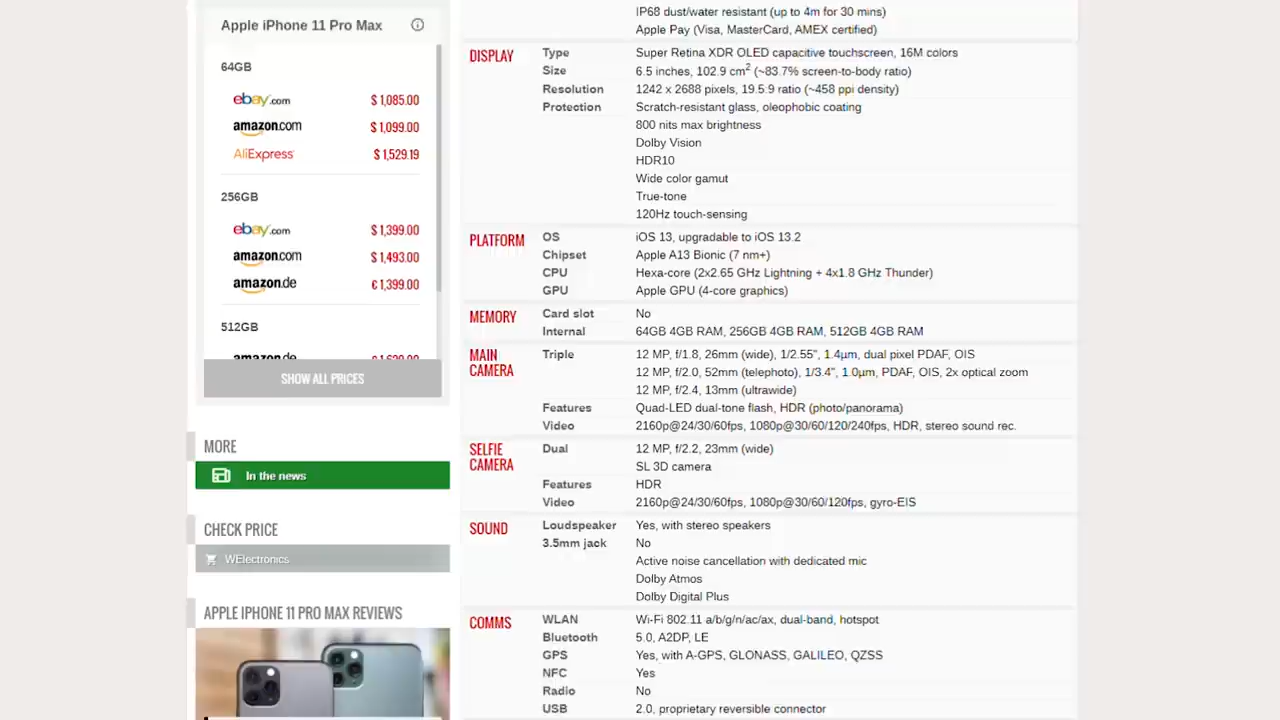 Apple iPhone 11 Pro Max
64GB
ebay.com $ 1,085.00
amazon.com $ 1,099.00
AliExpress $ 1,529.19
256GB
ebay.com $ 1,399.00
amazon.com $ 1,493.00
amazon.de € 1,399.00
512GB
amazon.de
SHOW ALL PRICES
MORE
In the news
CHECK PRICE
WElectronics
APPLE IPHONE 11 PRO MAX REVIEWS
IP68 dust/water resistant (up to 4m for 30 mins)
Apple Pay (Visa, MasterCard, AMEX certified)
DISPLAY Type Super Retina XDR OLED capacitive touchscreen, 16M colors
Size 6.5 inches, 102.9 cm2 (~83.7% screen-to-body ratio)
Resolution 1242 x 2688 pixels, 19.5:9 ratio (~458 ppi density)
Protection Scratch-resistant glass, oleophobic coating
800 nits max brightness
Dolby Vision
HDR10
Wide color gamut
True-tone
120Hz touch-sensing
PLATFORM OS iOS 13, upgradable to iOS 13.2
Chipset Apple A13 Bionic (7 nm+)
CPU Hexa-core (2x2.65 GHz Lightning + 4x1.8 GHz Thunder)
GPU Apple GPU (4-core graphics)
MEMORY Card slot No
Internal 64GB 4GB RAM, 256GB 4GB RAM, 512GB 4GB RAM
MAIN CAMERA Triple 12 MP, f/1.8, 26mm (wide), 1/2.55", 1.4µm, dual pixel PDAF, OIS
12 MP, f/2.0, 52mm (telephoto), 1/3.4", 1.0µm, PDAF, OIS, 2x optical zoom
12 MP, f/2.4, 13mm (ultrawide)
Features Quad-LED dual-tone flash, HDR (photo/panorama)
Video 2160p@24/30/60fps, 1080p@30/60/120/240fps, HDR, stereo sound rec.
SELFIE CAMERA Dual 12 MP, f/2.2, 23mm (wide)
SL 3D camera
Features HDR
Video 2160p@24/30/60fps, 1080p@30/60/120fps, gyro-EIS
SOUND Loudspeaker Yes, with stereo speakers
3.5mm jack No
Active noise cancellation with dedicated mic
Dolby Atmos
Dolby Digital Plus
COMMS WLAN Wi-Fi 802.11 a/b/g/n/ac/ax, dual-band, hotspot
Bluetooth 5.0, A2DP, LE
GPS Yes, with A-GPS, GLONASS, GALILEO, QZSS
NFC Yes
Radio No
USB 2.0, proprietary reversible connector